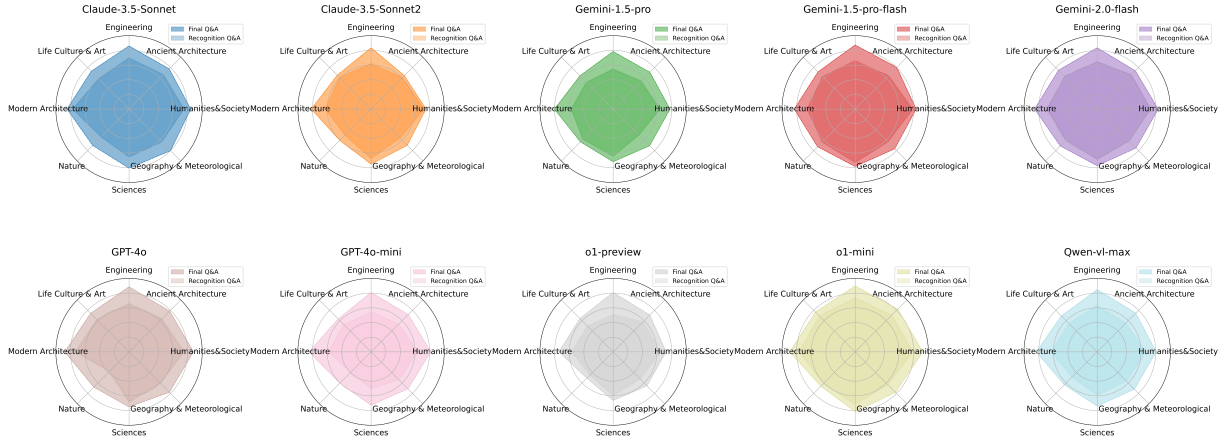 Claude-3.5-Sonnet
Engineering
Final Q&A
Recognition Q&A
Life Culture & Art
Ancient Architecture
Modern Architecture
Humanities&Society
Nature
Geography & Meteorological
Sciences
Claude-3.5-Sonnet2
Engineering
Final Q&A
Recognition Q&A
Life Culture & Art
Ancient Architecture
Modern Architecture
Humanities&Society
Nature
Geography & Meteorological
Sciences
Gemini-1.5-pro
Engineering
Final Q&A
Recognition Q&A
Life Culture & Art
Ancient Architecture
Modern Architecture
Humanities&Society
Nature
Geography & Meteorological
Sciences
Gemini-1.5-pro-flash
Engineering
Final Q&A
Recognition Q&A
Life Culture & Art
Ancient Architecture
Modern Architecture
Humanities&Society
Nature
Geography & Meteorological
Sciences
Gemini-2.0-flash
Engineering
Final Q&A
Recognition Q&A
Life Culture & Art
Ancient Architecture
Modern Architecture
Humanities&Society
Nature
Geography & Meteorological
Sciences
GPT-4o
Engineering
Final Q&A
Recognition Q&A
Life Culture & Art
Ancient Architecture
Modern Architecture
Humanities&Society
Nature
Geography & Meteorological
Sciences
GPT-4o-mini
Engineering
Final Q&A
Recognition Q&A
Life Culture & Art
Ancient Architecture
Modern Architecture
Humanities&Society
Nature
Geography & Meteorological
Sciences
o1-preview
Engineering
Final Q&A
Recognition Q&A
Life Culture & Art
Ancient Architecture
Modern Architecture
Humanities&Society
Nature
Geography & Meteorological
Sciences
o1-mini
Engineering
Final Q&A
Recognition Q&A
Life Culture & Art
Ancient Architecture
Modern Architecture
Humanities&Society
Nature
Geography & Meteorological
Sciences
Qwen-vl-max
Engineering
Final Q&A
Recognition Q&A
Life Culture & Art
Ancient Architecture
Modern Architecture
Humanities&Society
Nature
Geography & Meteorological
Sciences